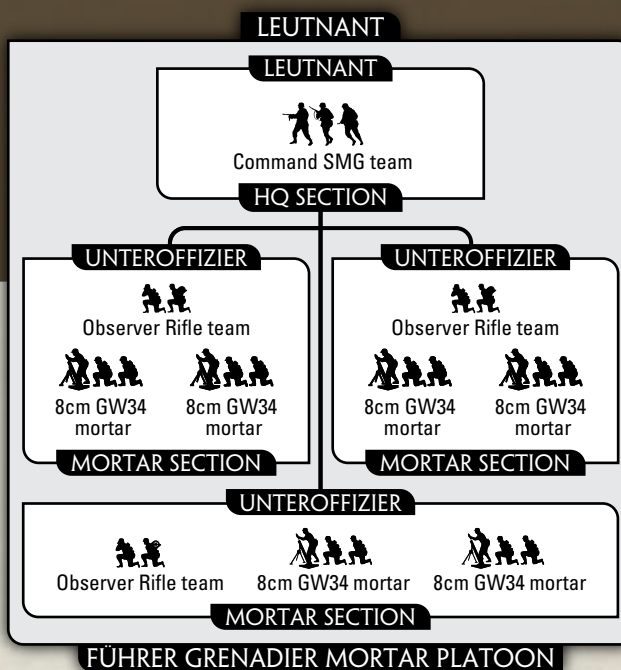 LEUTNANT
LEUTNANT
Command SMG team
HQ SECTION
UNTEROFFIZIER
Observer Rifle team
8cm GW34
mortar
8cm GW34
mortar
MORTAR SECTION
UNTEROFFIZIER
Observer Rifle team
8cm GW34
mortar
8cm GW34
mortar
MORTAR SECTION
UNTEROFFIZIER
Observer Rifle team
8cm GW34 mortar
8cm GW34 mortar
MORTAR SECTION
FÜHRER GRENADIER MORTAR PLATOON